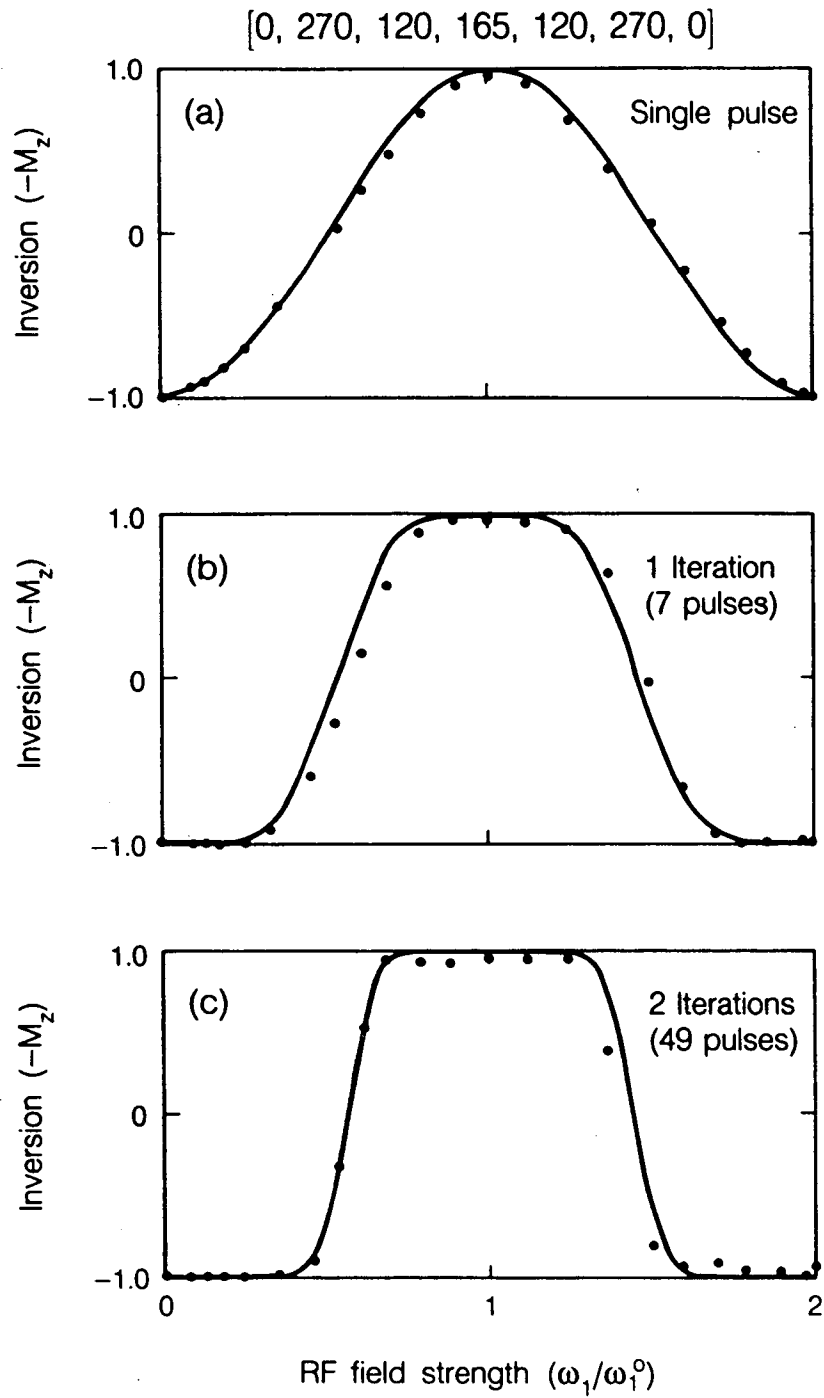 [0, 270, 120, 165, 120, 270, 0]
1.0
(a)
Single pulse
Inversion (−M_z)
0
−1.0
1.0
(b)
1 Iteration
(7 pulses)
Inversion (−M_z)
0
−1.0
1.0
(c)
2 Iterations
(49 pulses)
Inversion (−M_z)
0
−1.0
0
1
2
RF field strength (ω₁/ω₁⁰)